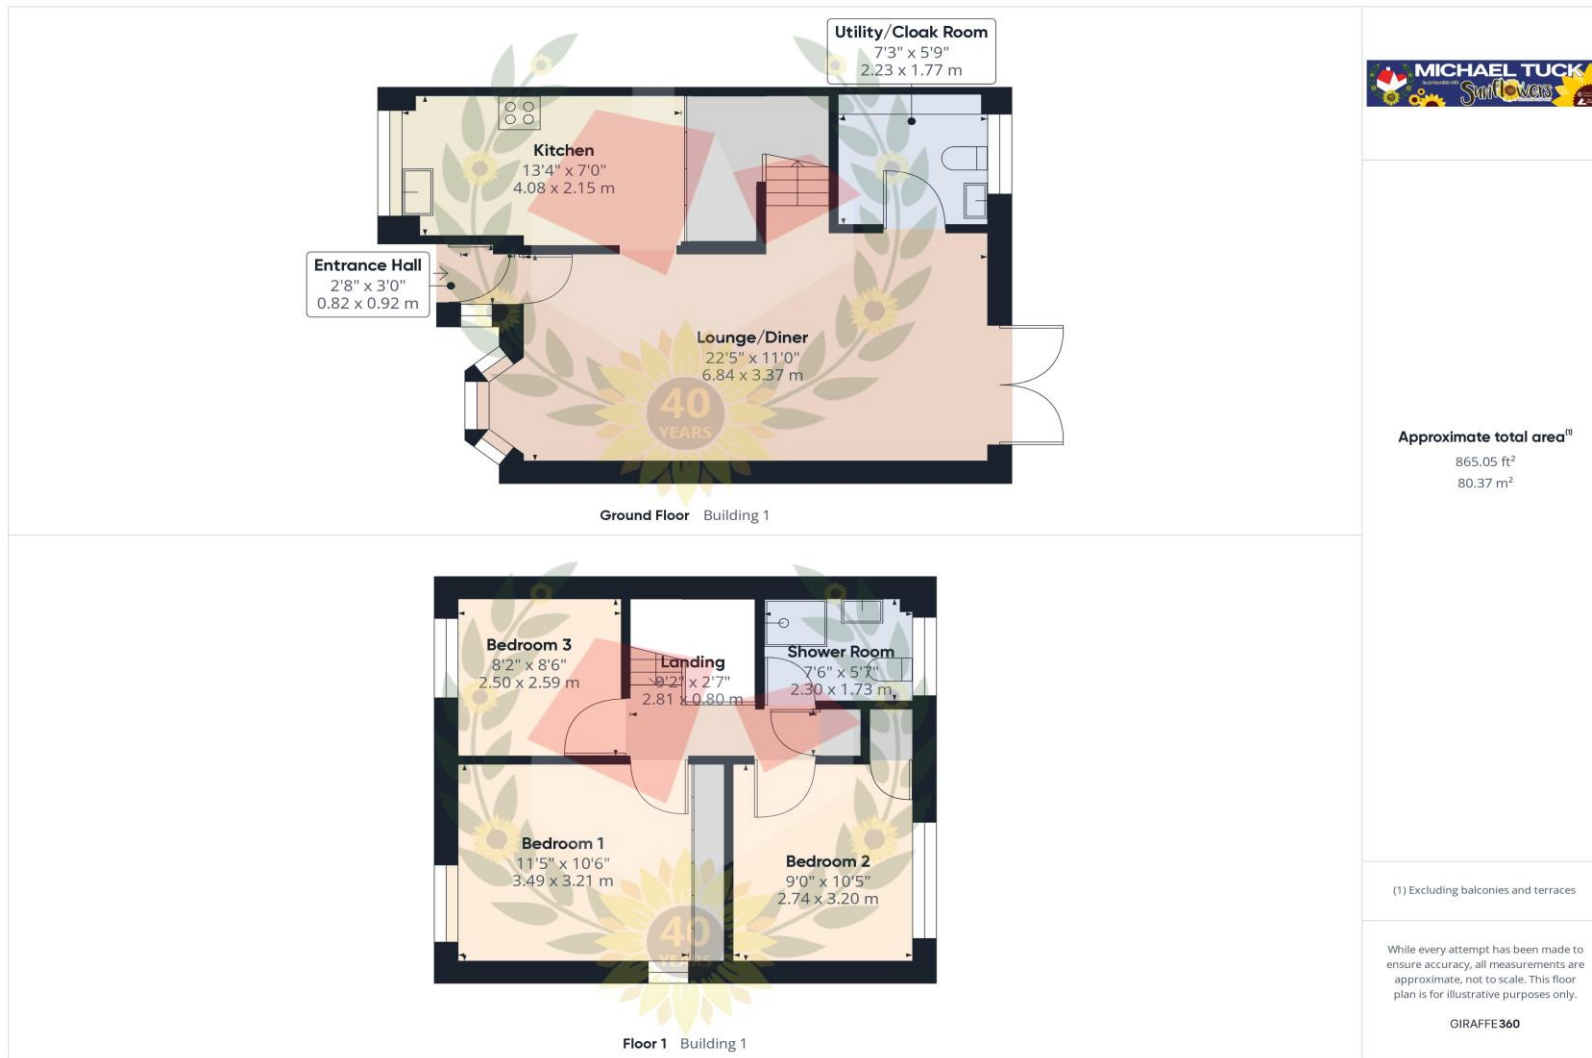 Utility/Cloak Room
7'3" x 5'9"
2.23 x 1.77 m
Kitchen
13'4" x 7'0"
4.08 x 2.15 m
Entrance Hall
2'8" x 3'0"
0.82 x 0.92 m
Lounge/Diner
22'5" x 11'0"
6.84 x 3.37 m
40
YEARS
Ground Floor Building 1
Bedroom 3
8'2" x 8'6"
2.50 x 2.59 m
Landing
9'2" x 2'7"
2.81 x 0.80 m
Shower Room
7'6" x 5'7"
2.30 x 1.73 m
Bedroom 1
11'5" x 10'6"
3.49 x 3.21 m
Bedroom 2
9'0" x 10'5"
2.74 x 3.20 m
40
YEARS
Floor 1 Building 1
MICHAEL TUCK
Sunflowers
Approximate total area(1)
865.05 ft²
80.37 m²
(1) Excluding balconies and terraces
While every attempt has been made to
ensure accuracy, all measurements are
approximate, not to scale. This floor
plan is for illustrative purposes only.
GIRAFFE360